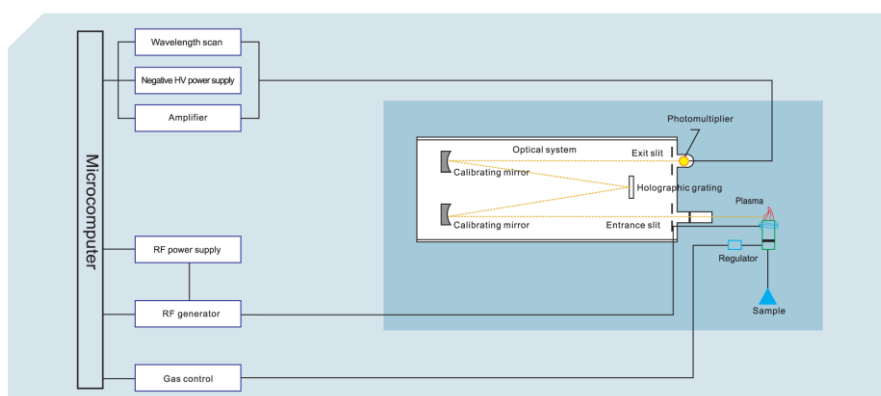 Wavelength scan
Negative HV power supply
Amplifier
Microcomputer
RF power supply
RF generator
Gas control
Photomultiplier
Optical system
Exit slit
Calibrating mirror
Holographic grating
Plasma
Calibrating mirror
Entrance slit
Regulator
Sample